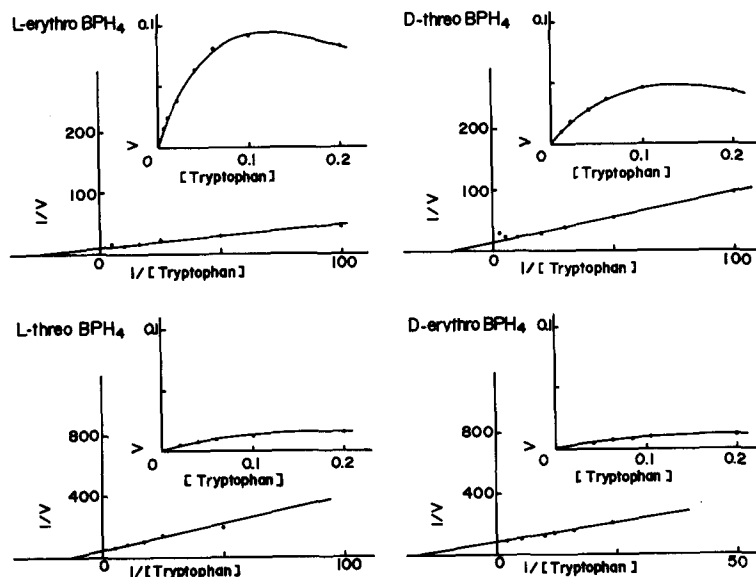 L-erythro BPH4
0.1
V
0
0.1
0.2
[Tryptophan]
200
100
1/V
0
100
1/[Tryptophan]
D-threo BPH4
0.1
V
0
0.1
0.2
[Tryptophan]
200
100
1/V
0
100
1/[Tryptophan]
L-threo BPH4
0.1
V
0
0.1
0.2
[Tryptophan]
800
400
1/V
0
100
1/[Tryptophan]
D-erythro BPH4
0.1
V
0
0.1
0.2
[Tryptophan]
800
400
1/V
0
50
1/[Tryptophan]